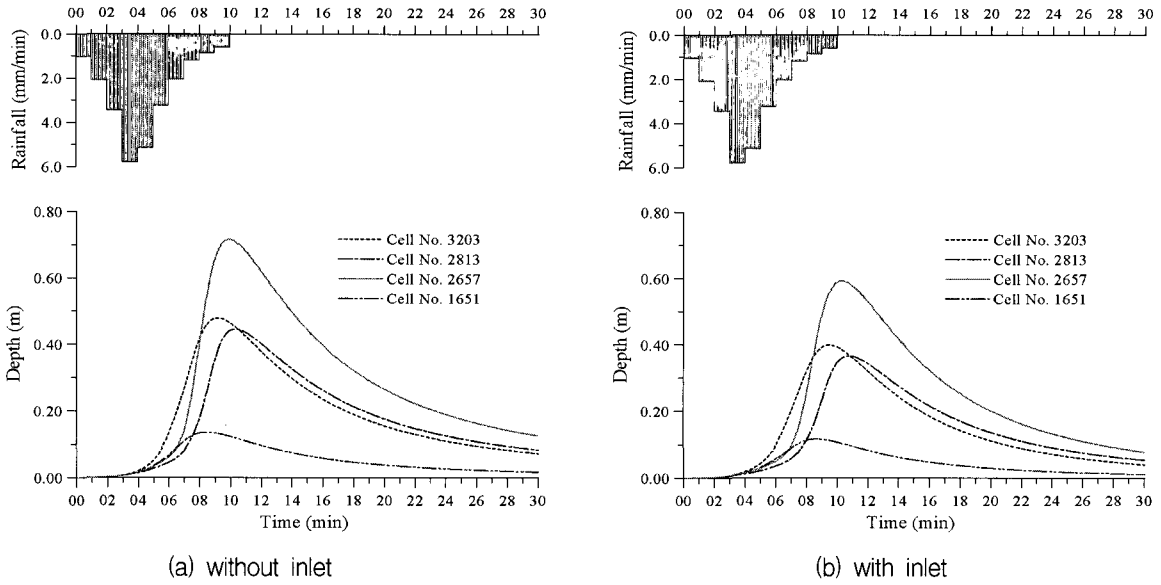 00 02 04 06 08 10 12 14 16 18 20 22 24 26 28 30
0.0
2.0
4.0
6.0
Rainfall (mm/min)
0.80
0.60
0.40
0.20
0.00
Depth (m)
Cell No. 3203
Cell No. 2813
Cell No. 2657
Cell No. 1651
00 02 04 06 08 10 12 14 16 18 20 22 24 26 28 30
Time (min)
(a) without inlet
00 02 04 06 08 10 12 14 16 18 20 22 24 26 28 30
0.0
2.0
4.0
6.0
Rainfall (mm/min)
0.80
0.60
0.40
0.20
0.00
Depth (m)
Cell No. 3203
Cell No. 2813
Cell No. 2657
Cell No. 1651
00 02 04 06 08 10 12 14 16 18 20 22 24 26 28 30
Time (min)
(b) with inlet